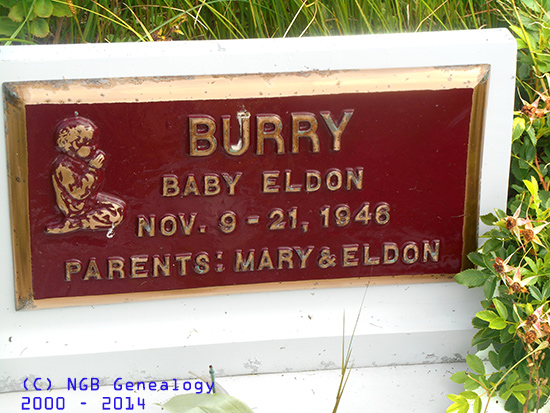 BURRY
BABY ELDON
NOV. 9 - 21, 1946
PARENTS: MARY & ELDON
(C) NGB Genealogy
2000 - 2014